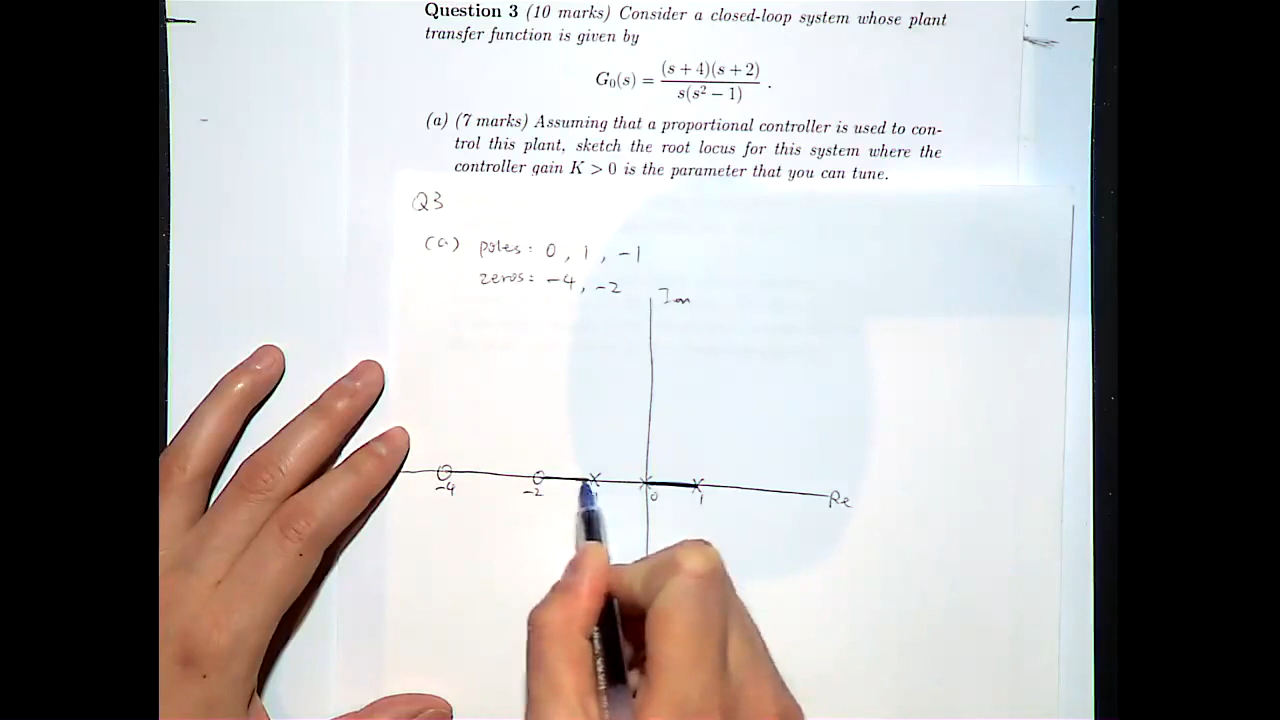 Question 3 (10 marks) Consider a closed-loop system whose plant
transfer function is given by
G₀(s) = (s + 4)(s + 2) / s(s² − 1) .
(a) (7 marks) Assuming that a proportional controller is used to con-
trol this plant, sketch the root locus for this system where the
controller gain K > 0 is the parameter that you can tune.
Q3
(a) poles: 0, 1, -1
zeros: -4, -2
Im
-4 -2 0 1 Re